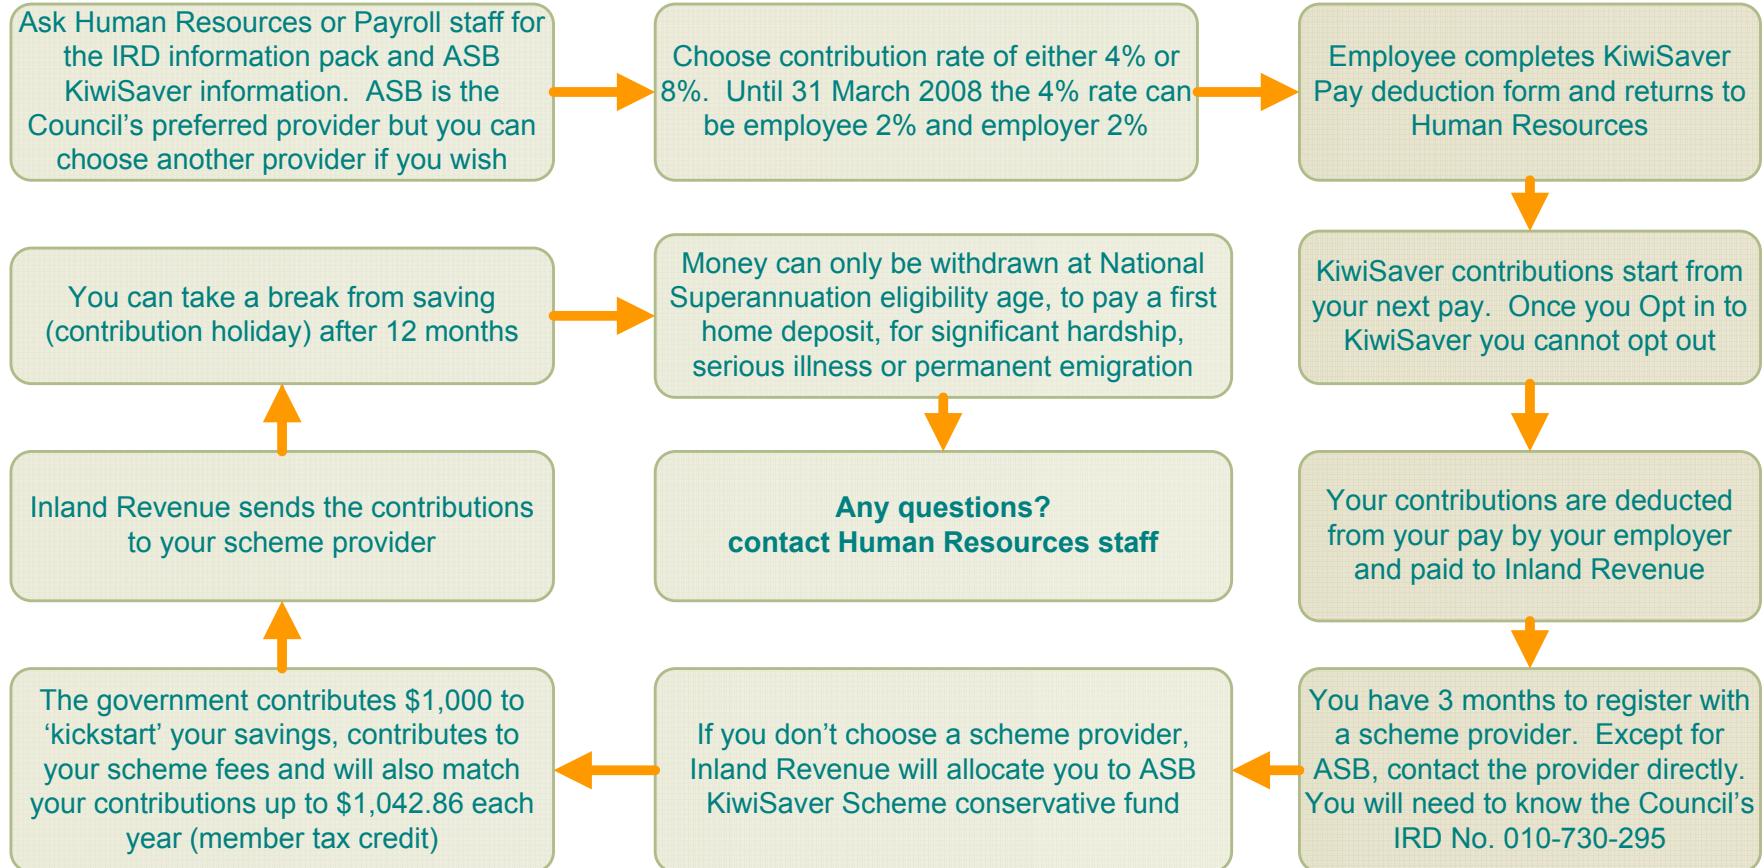 Ask Human Resources or Payroll staff for
the IRD information pack and ASB
KiwiSaver information.  ASB is the
Council’s preferred provider but you can
choose another provider if you wish
Choose contribution rate of either 4% or
8%.  Until 31 March 2008 the 4% rate can
be employee 2% and employer 2%
Employee completes KiwiSaver
Pay deduction form and returns to
Human Resources
KiwiSaver contributions start from
your next pay.  Once you Opt in to
KiwiSaver you cannot opt out
Your contributions are deducted
from your pay by your employer
and paid to Inland Revenue
You have 3 months to register with
a scheme provider.  Except for
ASB, contact the provider directly.
You will need to know the Council’s
IRD No. 010-730-295
If you don’t choose a scheme provider,
Inland Revenue will allocate you to ASB
KiwiSaver Scheme conservative fund
The government contributes $1,000 to
‘kickstart’ your savings, contributes to
your scheme fees and will also match
your contributions up to $1,042.86 each
year (member tax credit)
Inland Revenue sends the contributions
to your scheme provider
You can take a break from saving
(contribution holiday) after 12 months
Money can only be withdrawn at National
Superannuation eligibility age, to pay a first
home deposit, for significant hardship,
serious illness or permanent emigration
Any questions?
contact Human Resources staff